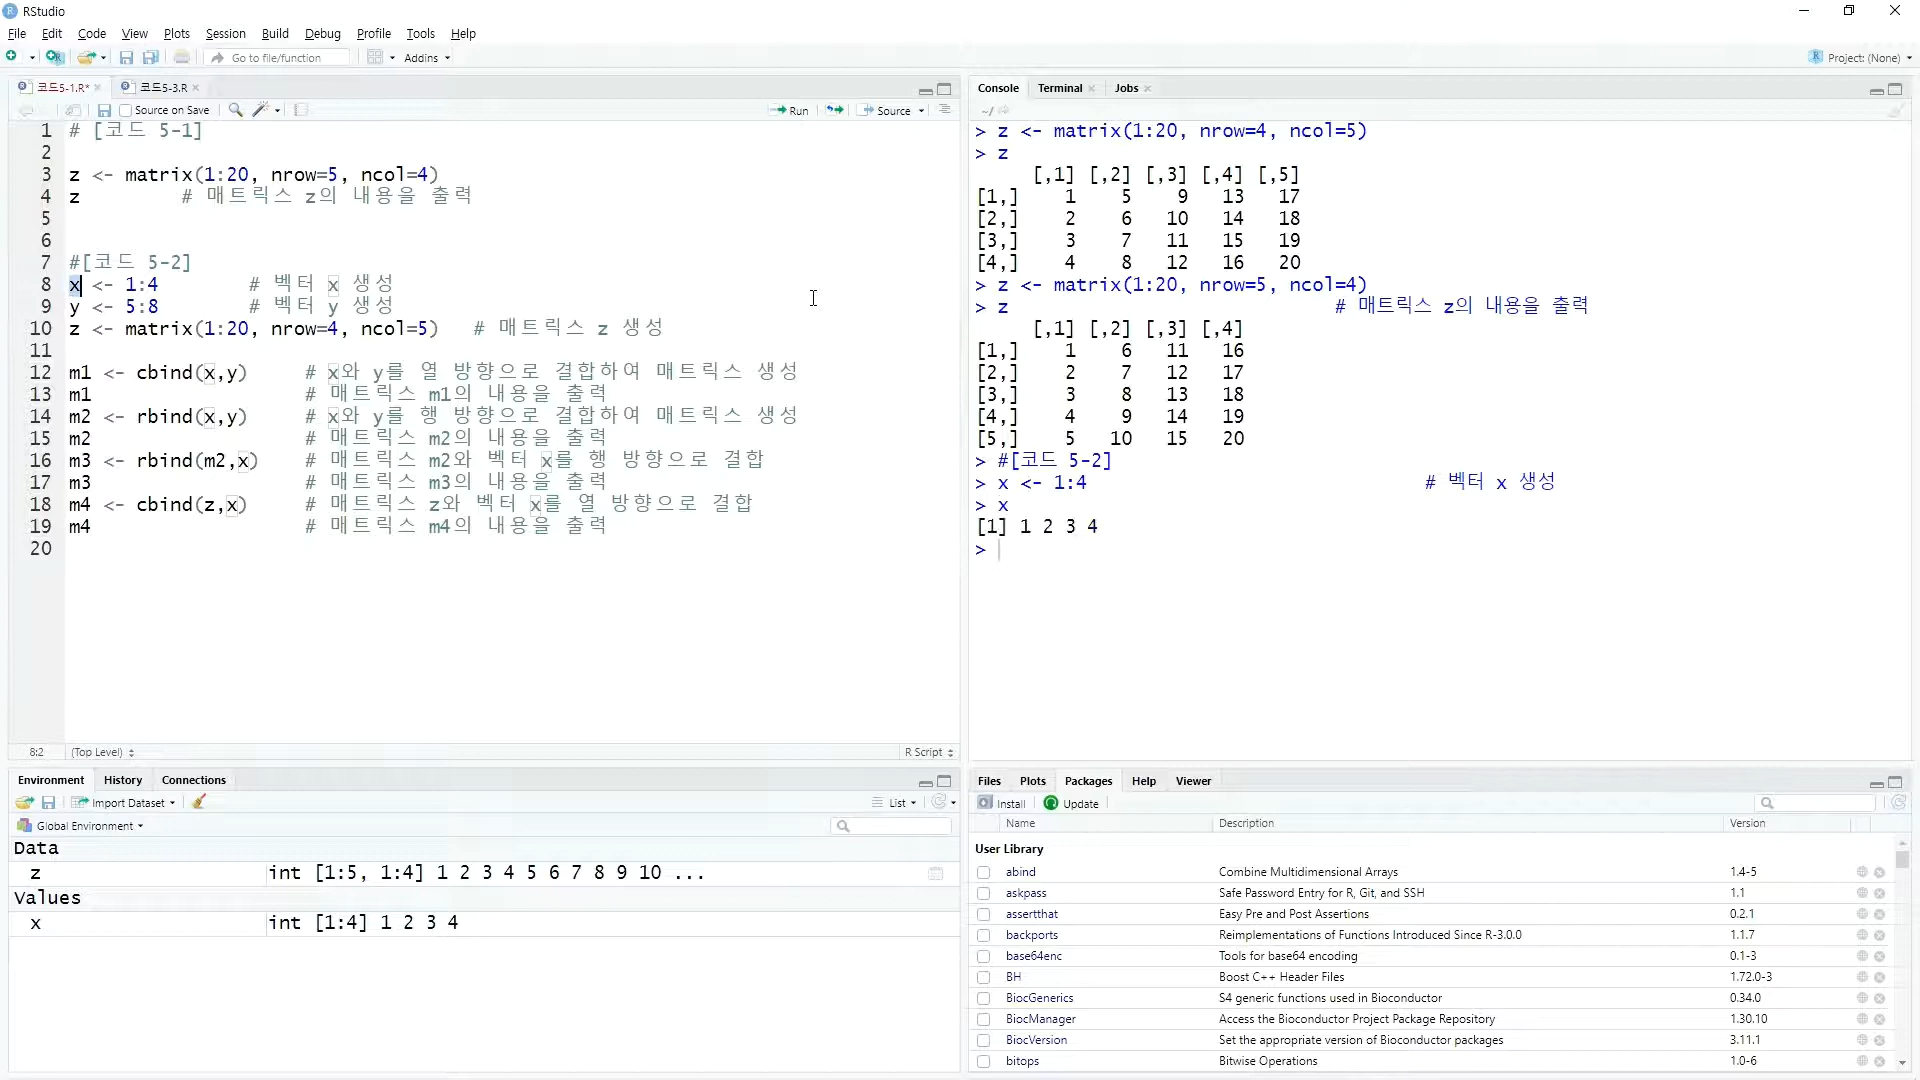 RStudio
File Edit Code View Plots Session Build Debug Profile Tools Help
Go to file/function Addins Project: (None)
코드5-1.R* 코드5-3.R
Source on Save Run Source
1 # [코드 5-1]
2
3 z <- matrix(1:20, nrow=5, ncol=4)
4 z # 매트릭스 z의 내용을 출력
5
6
7 #[코드 5-2]
8 x <- 1:4 # 벡터 x 생성
9 y <- 5:8 # 벡터 y 생성
10 z <- matrix(1:20, nrow=4, ncol=5) # 매트릭스 z 생성
11
12 m1 <- cbind(x,y) # x와 y를 열 방향으로 결합하여 매트릭스 생성
13 m1 # 매트릭스 m1의 내용을 출력
14 m2 <- rbind(x,y) # x와 y를 행 방향으로 결합하여 매트릭스 생성
15 m2 # 매트릭스 m2의 내용을 출력
16 m3 <- rbind(m2,x) # 매트릭스 m2와 벡터 x를 행 방향으로 결합
17 m3 # 매트릭스 m3의 내용을 출력
18 m4 <- cbind(z,x) # 매트릭스 z와 벡터 x를 열 방향으로 결합
19 m4 # 매트릭스 m4의 내용을 출력
20
8:2 (Top Level) R Script
Console Terminal Jobs
~/
> z <- matrix(1:20, nrow=4, ncol=5)
> z
[,1] [,2] [,3] [,4] [,5]
[1,] 1 5 9 13 17
[2,] 2 6 10 14 18
[3,] 3 7 11 15 19
[4,] 4 8 12 16 20
> z <- matrix(1:20, nrow=5, ncol=4)
> z # 매트릭스 z의 내용을 출력
[,1] [,2] [,3] [,4]
[1,] 1 6 11 16
[2,] 2 7 12 17
[3,] 3 8 13 18
[4,] 4 9 14 19
[5,] 5 10 15 20
> #[코드 5-2]
> x <- 1:4 # 벡터 x 생성
> x
[1] 1 2 3 4
>
Environment History Connections
Import Dataset List
Global Environment
Data
z int [1:5, 1:4] 1 2 3 4 5 6 7 8 9 10 ...
Values
x int [1:4] 1 2 3 4
Files Plots Packages Help Viewer
Install Update
Name Description Version
User Library
abind Combine Multidimensional Arrays 1.4-5
askpass Safe Password Entry for R, Git, and SSH 1.1
assertthat Easy Pre and Post Assertions 0.2.1
backports Reimplementations of Functions Introduced Since R-3.0.0 1.1.7
base64enc Tools for base64 encoding 0.1-3
BH Boost C++ Header Files 1.72.0-3
BiocGenerics S4 generic functions used in Bioconductor 0.34.0
BiocManager Access the Bioconductor Project Package Repository 1.30.10
BiocVersion Set the appropriate version of Bioconductor packages 3.11.1
bitops Bitwise Operations 1.0-6